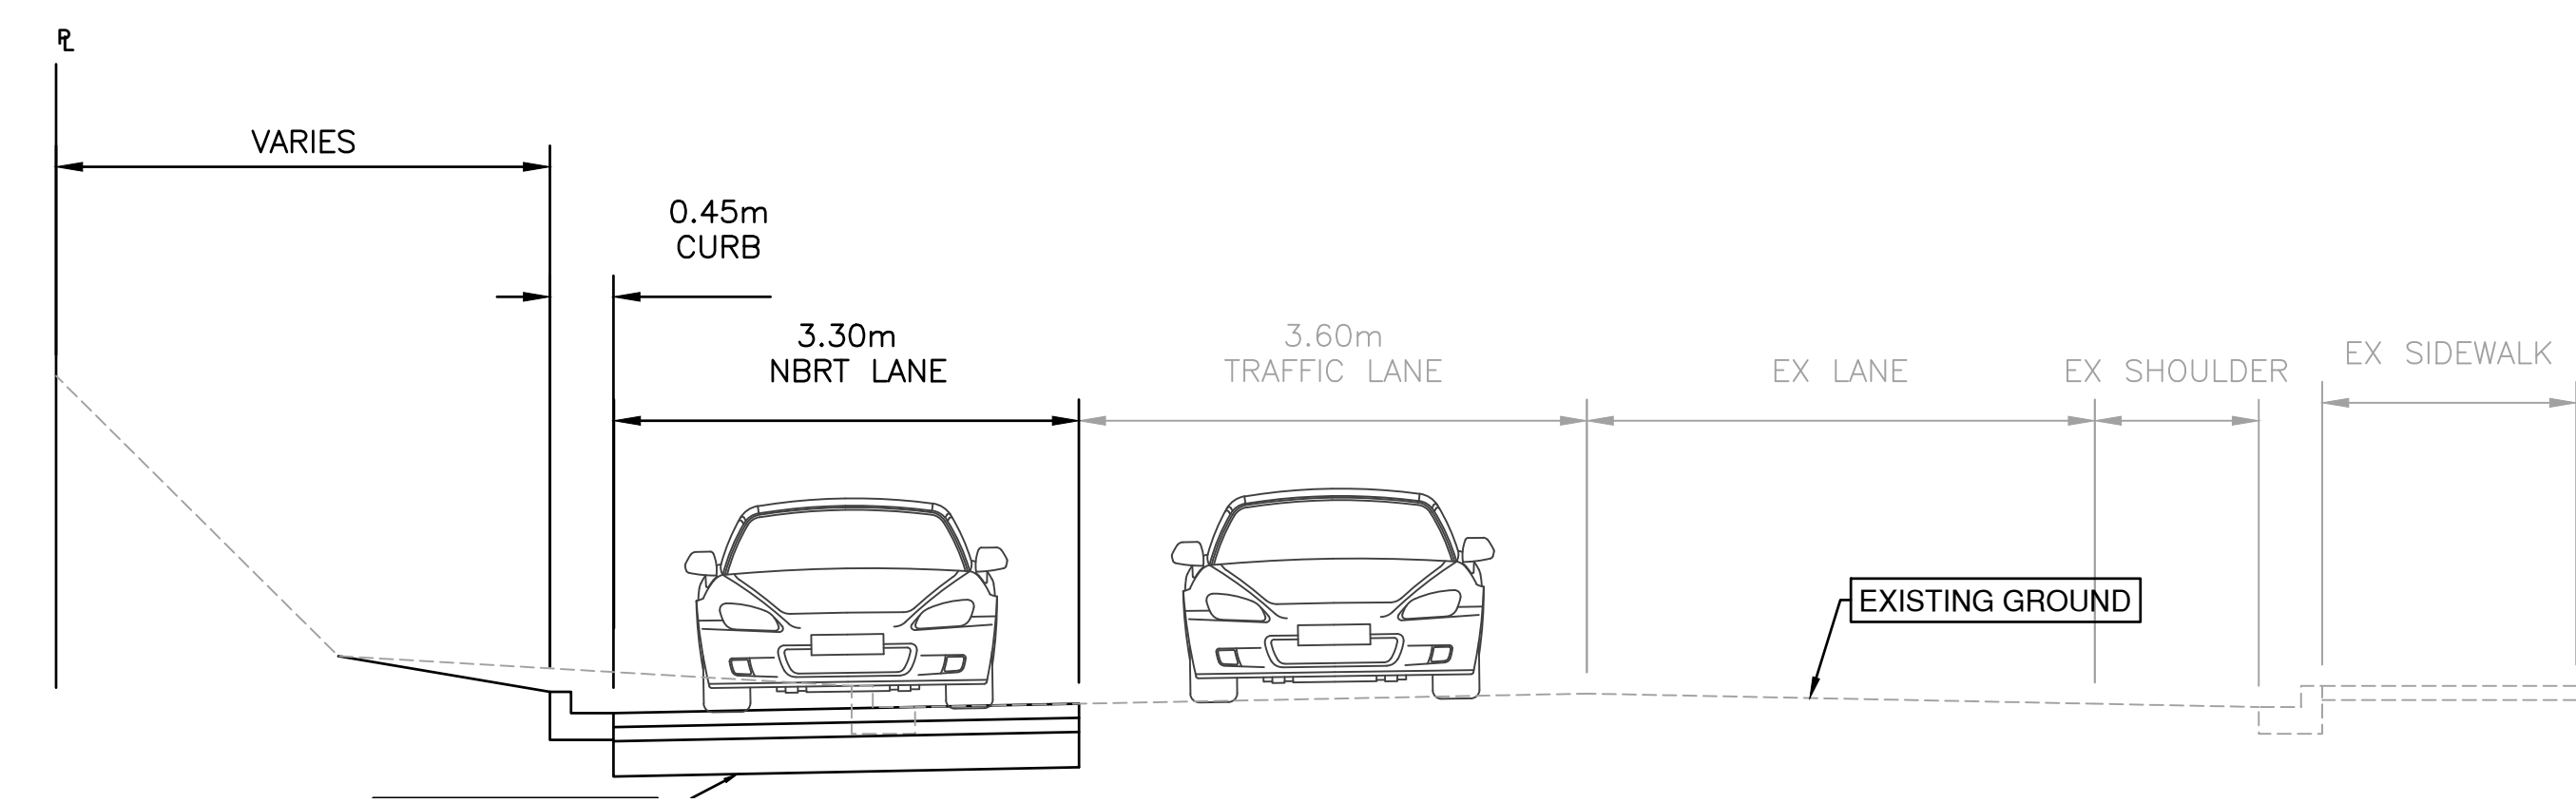 PL
VARIES
0.45m
CURB
3.30m
NBRT LANE
3.60m
TRAFFIC LANE
EX LANE
EX SHOULDER
EX SIDEWALK
EXISTING GROUND